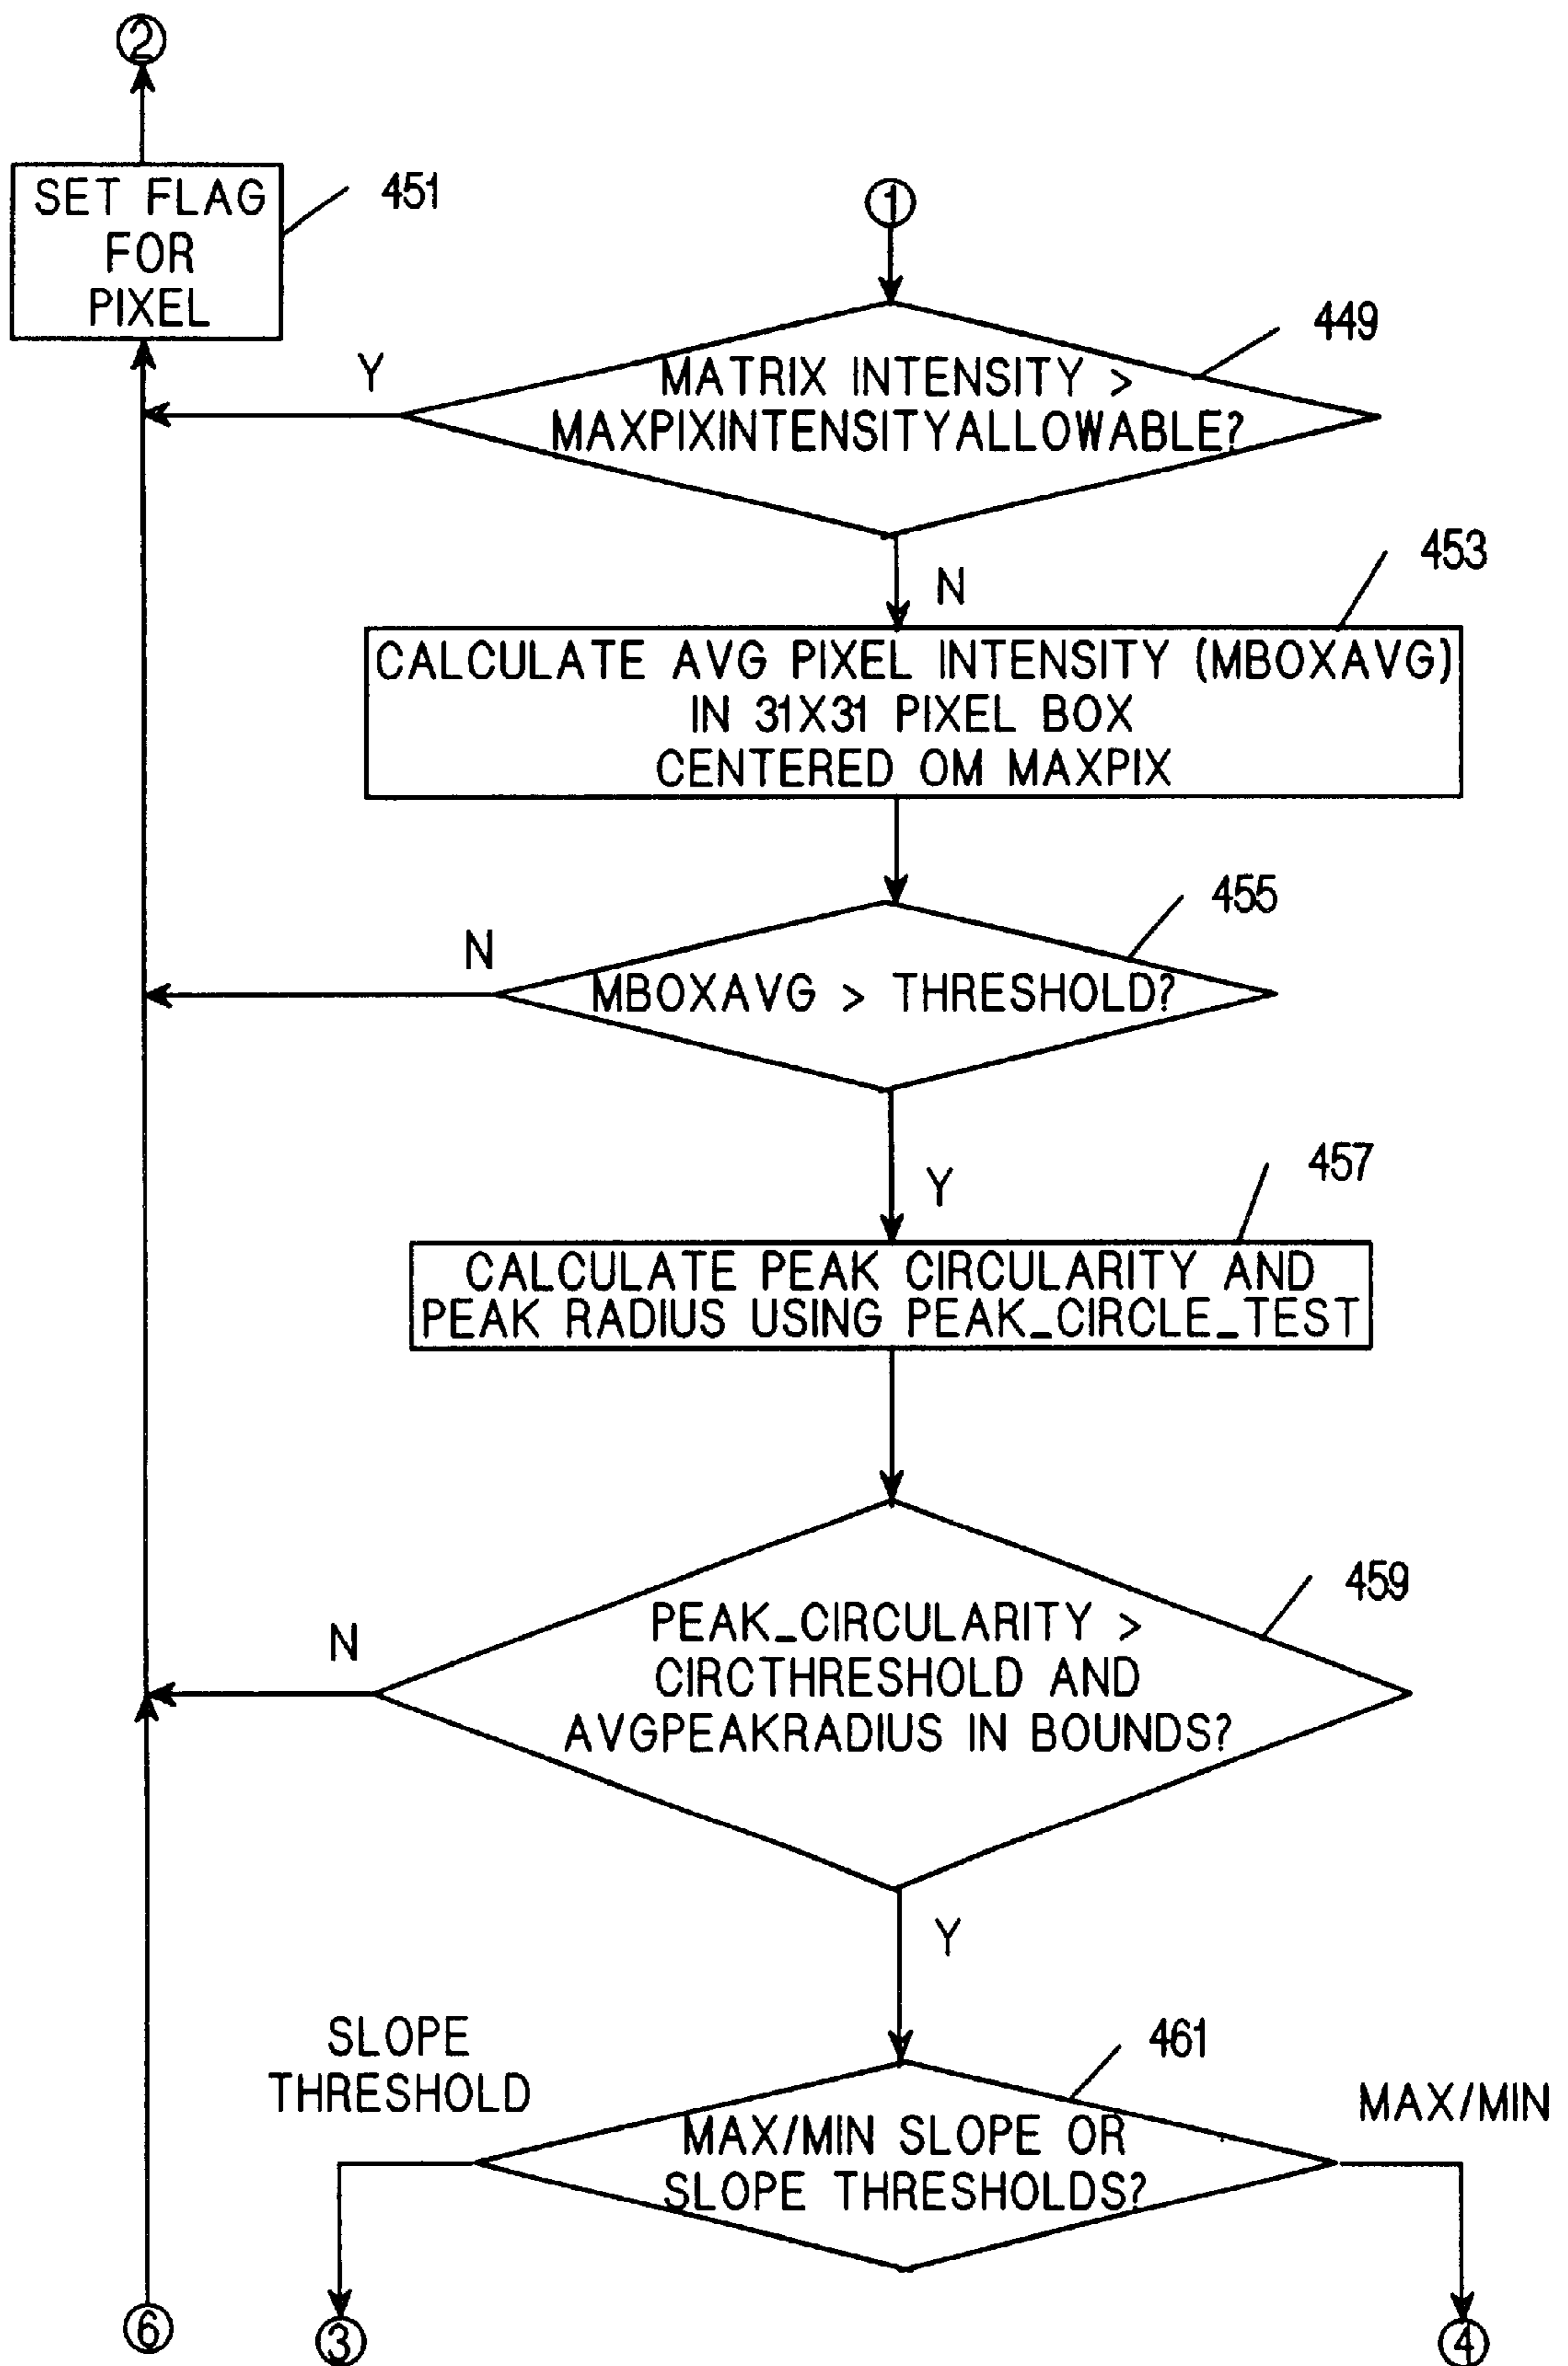 ②
SET FLAG
FOR
PIXEL
451
①
449
Y
MATRIX INTENSITY >
MAXPIXINTENSITYALLOWABLE?
453
N
CALCULATE AVG PIXEL INTENSITY (MBOXAVG)
IN 31X31 PIXEL BOX
CENTERED OM MAXPIX
455
N
MBOXAVG > THRESHOLD?
457
Y
CALCULATE PEAK CIRCULARITY AND
PEAK RADIUS USING PEAK_CIRCLE_TEST
459
N
PEAK_CIRCULARITY >
CIRCTHRESHOLD AND
AVGPEAKRADIUS IN BOUNDS?
Y
SLOPE
THRESHOLD
461
MAX/MIN
MAX/MIN SLOPE OR
SLOPE THRESHOLDS?
⑥
③
④